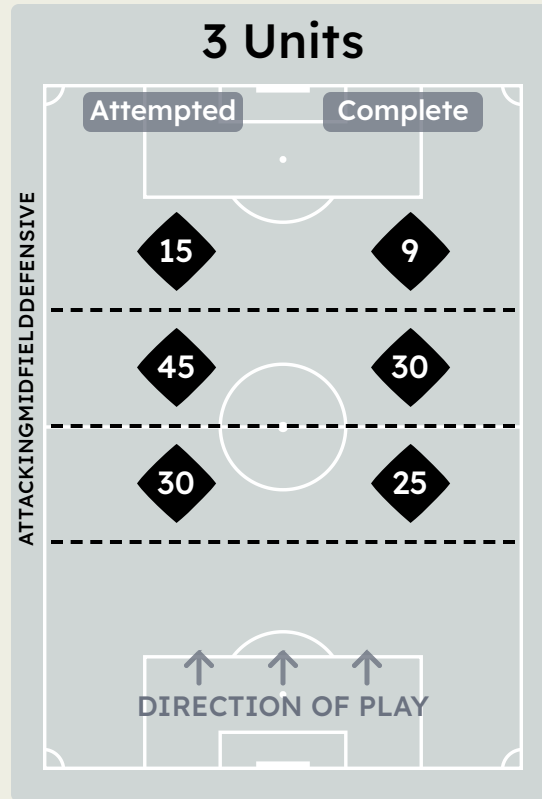 3 Units
Attempted Complete
ATTACKINGMIDFIELDDEFENSIVE
15 9
45 30
30 25
DIRECTION OF PLAY